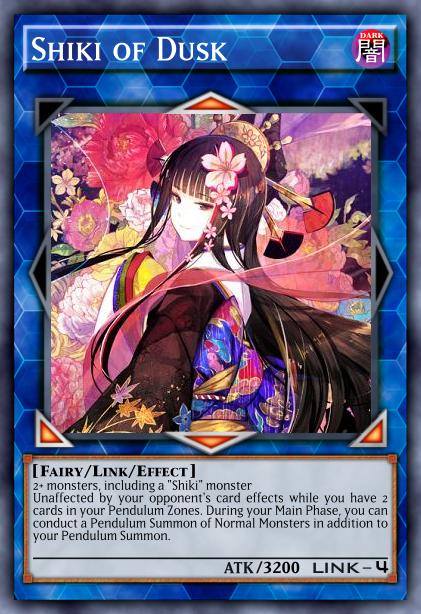 Shiki of Dusk
DARK
闇
[Fairy/Link/Effect]
2+ monsters, including a "Shiki" monster
Unaffected by your opponent's card effects while you have 2
cards in your Pendulum Zones. During your Main Phase, you can
conduct a Pendulum Summon of Normal Monsters in addition to
your Pendulum Summon.
ATK/3200 LINK-4